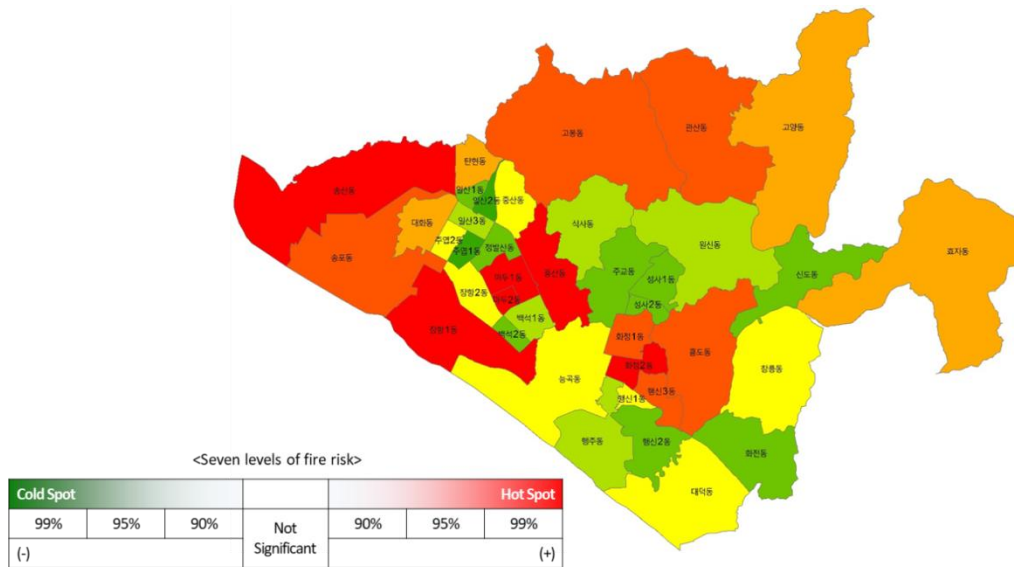 고양동
고봉동
관산동
송산동
탄현동
일산1동
일산2동
중산동
효자동
대화동
일산3동
식사동
원신동
주엽2동
주엽1동
정발산동
송포동
풍산동
주교동
성사1동
신도동
마두1동
장항2동
마두2동
성사2동
백석1동
장항1동
백석2동
화정1동
흥도동
창릉동
화정2동
능곡동
행신3동
행신1동
행주동
행신2동
화전동
대덕동
<Seven levels of fire risk>
Cold Spot
Hot Spot
99% 95% 90% Not Significant 90% 95% 99%
(-) (+)